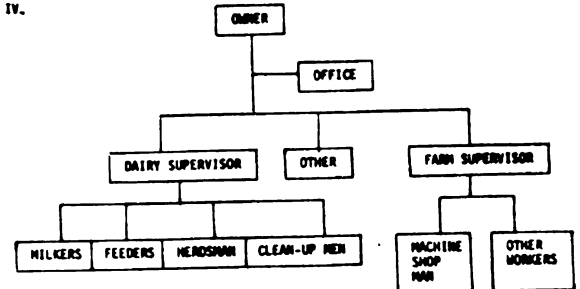 IV.
OWNER
OFFICE
DAIRY SUPERVISOR
OTHER
FARM SUPERVISOR
MILKERS
FEEDERS
HERDSMAN
CLEAN-UP MEN
MACHINE
SHOP
MAN
OTHER
WORKERS